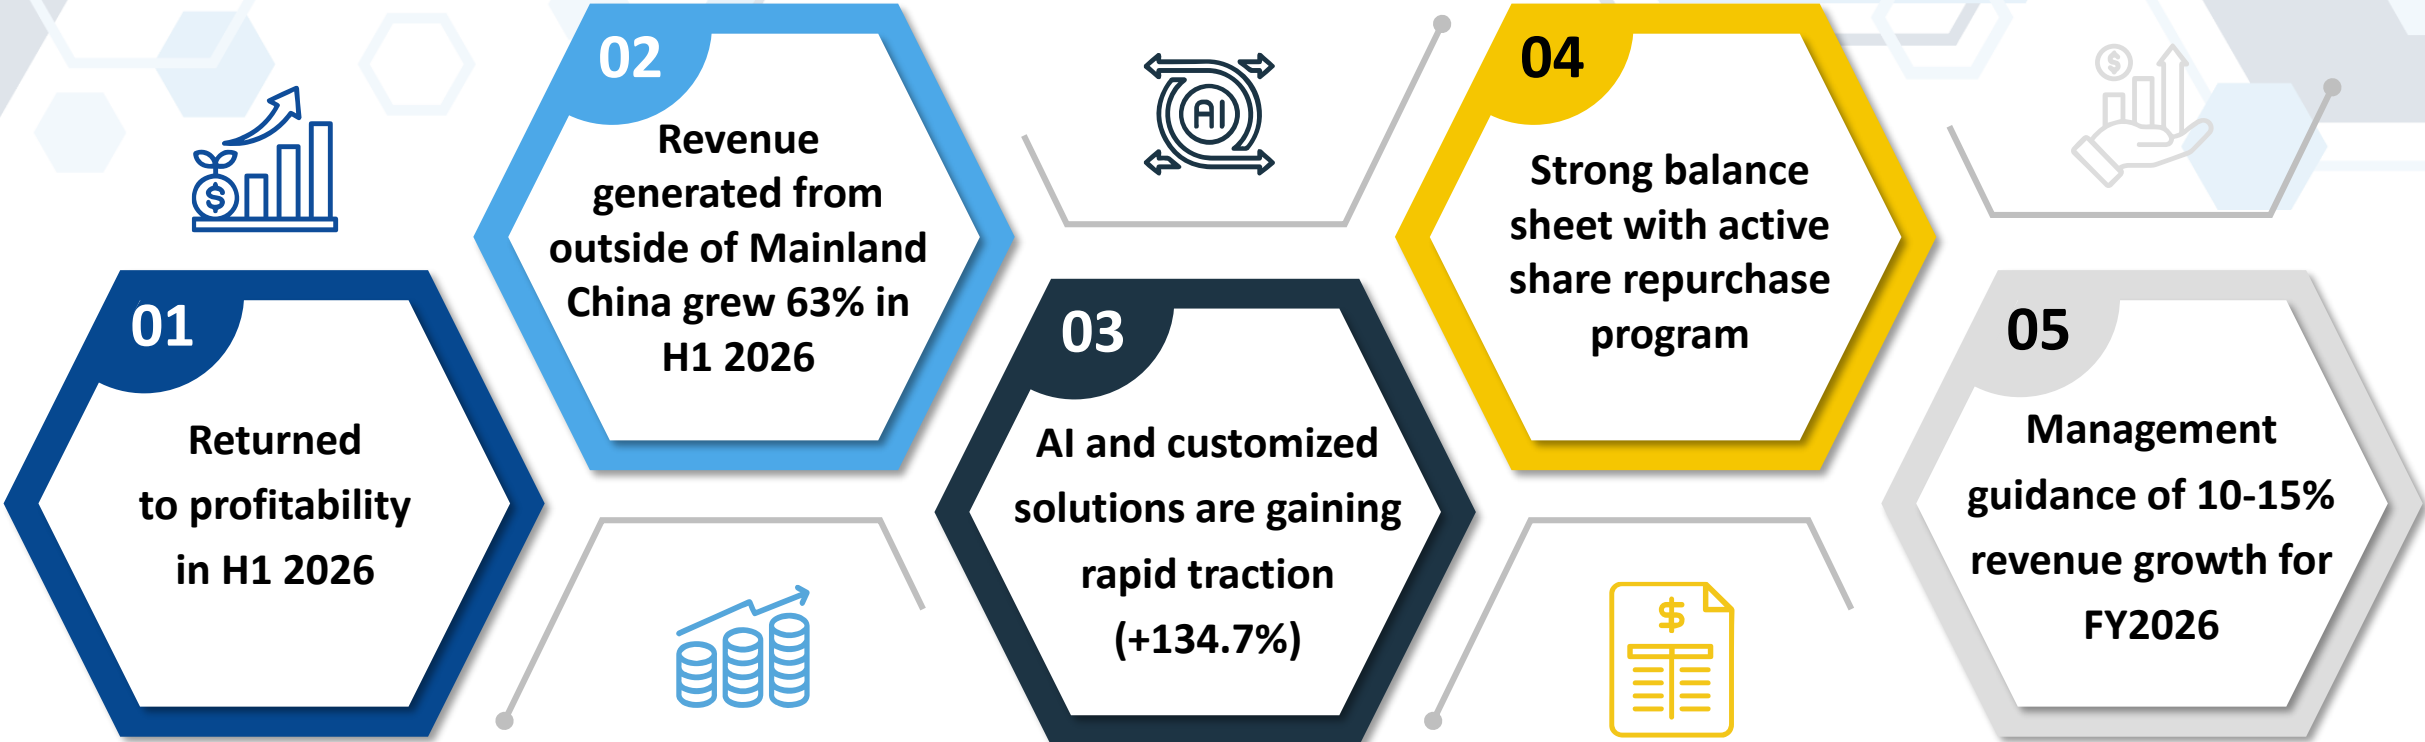 01
Returned
to profitability
in H1 2026
02
Revenue
generated from
outside of Mainland
China grew 63% in
H1 2026
AI
03
AI and customized
solutions are gaining
rapid traction
(+134.7%)
04
Strong balance
sheet with active
share repurchase
program
05
Management
guidance of 10-15%
revenue growth for
FY2026
$
$
$